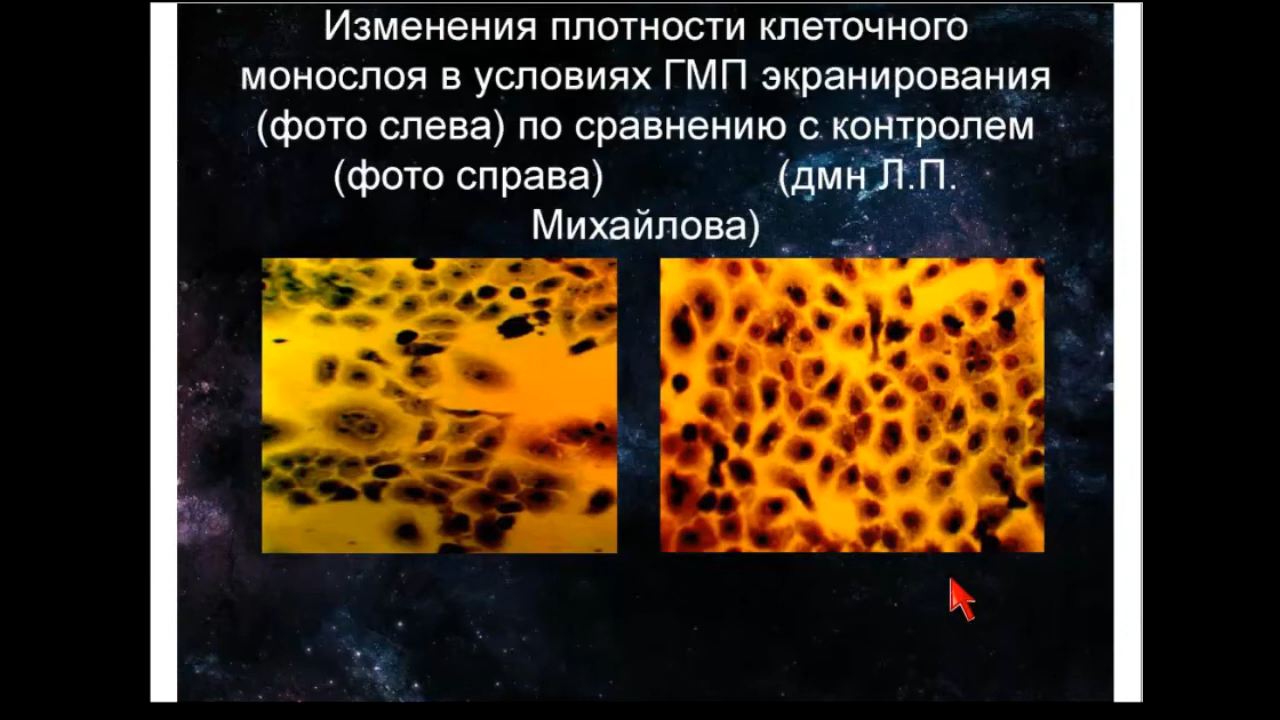 Изменения плотности клеточного
монослоя в условиях ГМП экранирования
(фото слева) по сравнению с контролем
(фото справа) (дмн Л.П.
Михайлова)